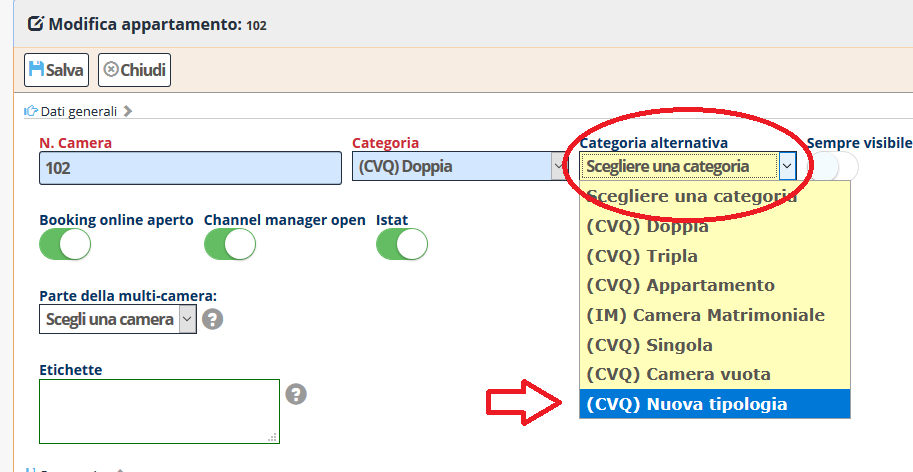 Modifica appartamento: 102
Salva Chiudi
Dati generali
N. Camera Categoria Categoria alternativa Sempre visibile
102 (CVQ) Doppia Scegliere una categoria
Scegliere una categoria
(CVQ) Doppia
(CVQ) Tripla
(CVQ) Appartamento
(IM) Camera Matrimoniale
(CVQ) Singola
(CVQ) Camera vuota
(CVQ) Nuova tipologia
Booking online aperto Channel manager open Istat
Parte della multi-camera:
Scegli una camera ?
Etichette
?